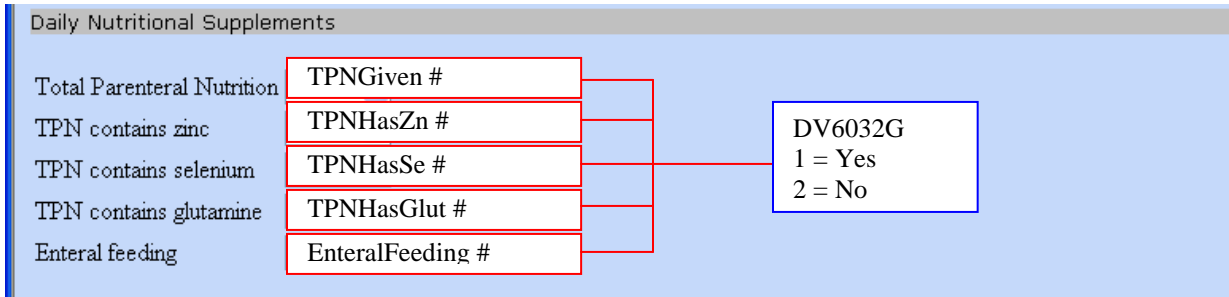 Daily Nutritional Supplements
Total Parenteral Nutrition TPNGiven #
TPN contains zinc TPNHasZn #
DV6032G
TPN contains selenium TPNHasSe #
1 = Yes
2 = No
TPN contains glutamine TPNHasGlut #
Enteral feeding EnteralFeeding #